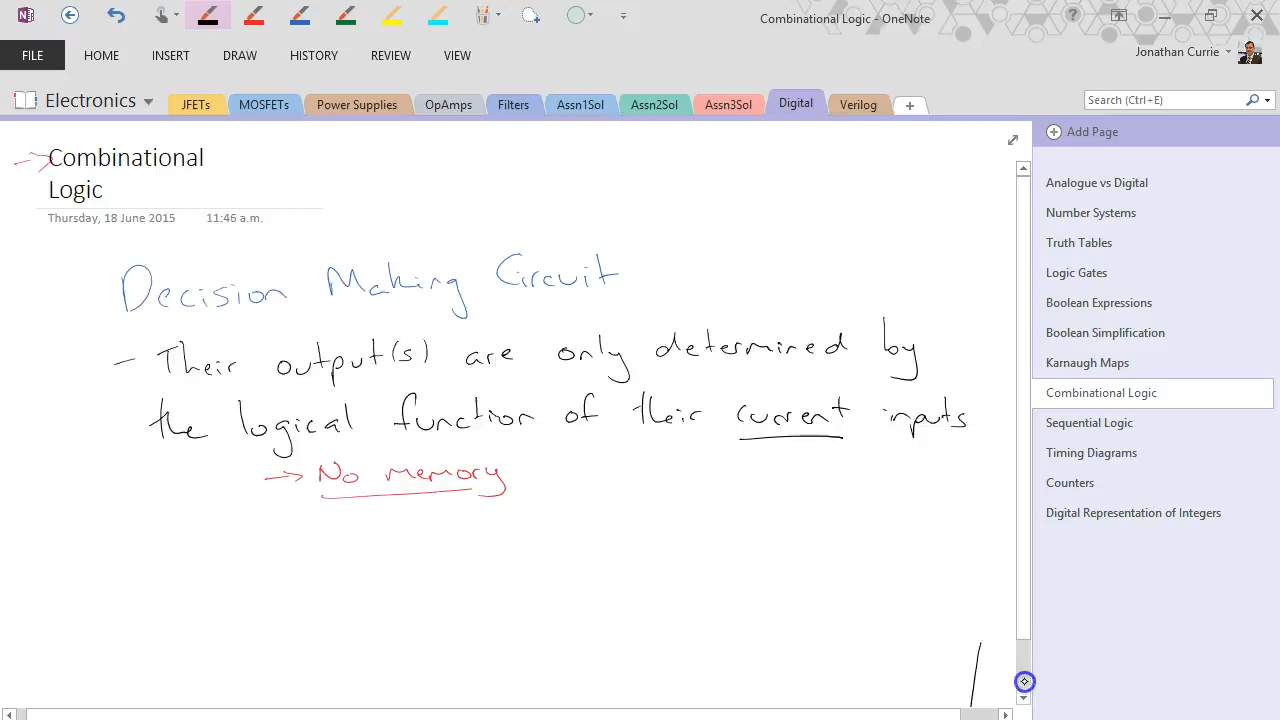 Combinational Logic - OneNote
?
FILE HOME INSERT DRAW HISTORY REVIEW VIEW
Jonathan Currie
Electronics
JFETs MOSFETs Power Supplies OpAmps Filters Assn1Sol Assn2Sol Assn3Sol Digital Verilog +
Search (Ctrl+E)
Combinational
Logic
Thursday, 18 June 2015 11:46 a.m.
Decision Making Circuit
- Their output(s) are only determined by
the logical function of their current inputs
→ No memory
Add Page
Analogue vs Digital
Number Systems
Truth Tables
Logic Gates
Boolean Expressions
Boolean Simplification
Karnaugh Maps
Combinational Logic
Sequential Logic
Timing Diagrams
Counters
Digital Representation of Integers